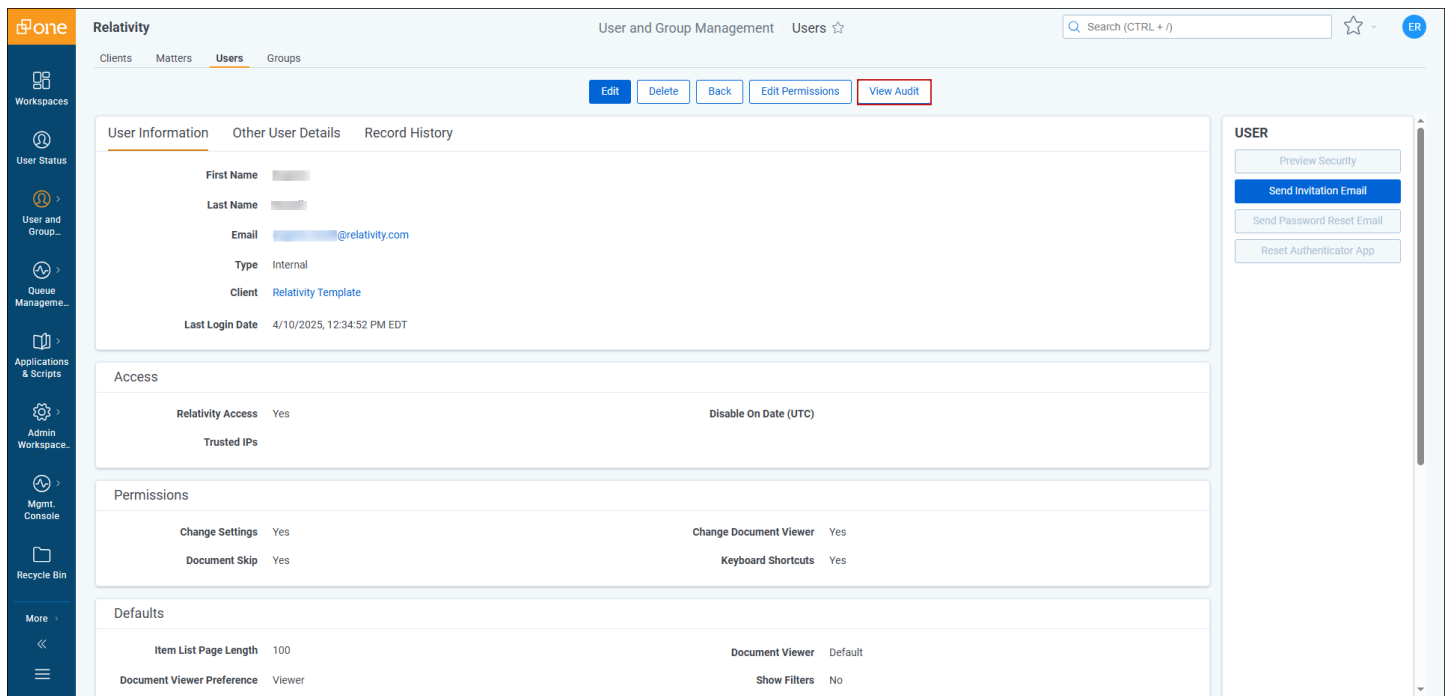 one
Relativity
User and Group Management Users
Search (CTRL + /)
ER
Clients Matters Users Groups
Edit Delete Back Edit Permissions View Audit
Workspaces
User Status
User and
Group...
Queue
Manageme...
Applications
& Scripts
Admin
Workspace..
Mgmt.
Console
Recycle Bin
More
User Information Other User Details Record History
First Name
Last Name
Email @relativity.com
Type Internal
Client Relativity Template
Last Login Date 4/10/2025, 12:34:52 PM EDT
Access
Relativity Access Yes Disable On Date (UTC)
Trusted IPs
Permissions
Change Settings Yes Change Document Viewer Yes
Document Skip Yes Keyboard Shortcuts Yes
Defaults
Item List Page Length 100 Document Viewer Default
Document Viewer Preference Viewer Show Filters No
USER
Preview Security
Send Invitation Email
Send Password Reset Email
Reset Authenticator App